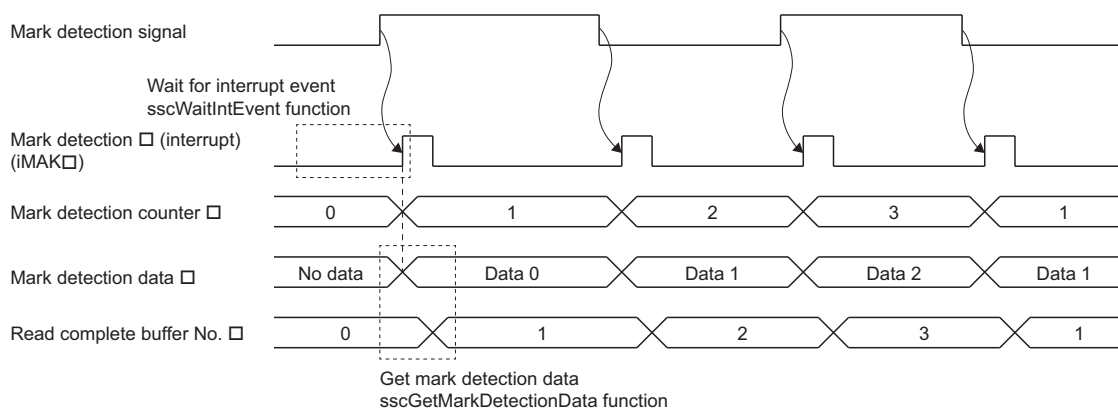 Mark detection signal
Wait for interrupt event
sscWaitIntEvent function
Mark detection □ (interrupt)
(iMAK□)
Mark detection counter □
0 1 2 3 1
Mark detection data □
No data Data 0 Data 1 Data 2 Data 1
Read complete buffer No. □
0 1 2 3 1
Get mark detection data
sscGetMarkDetectionData function